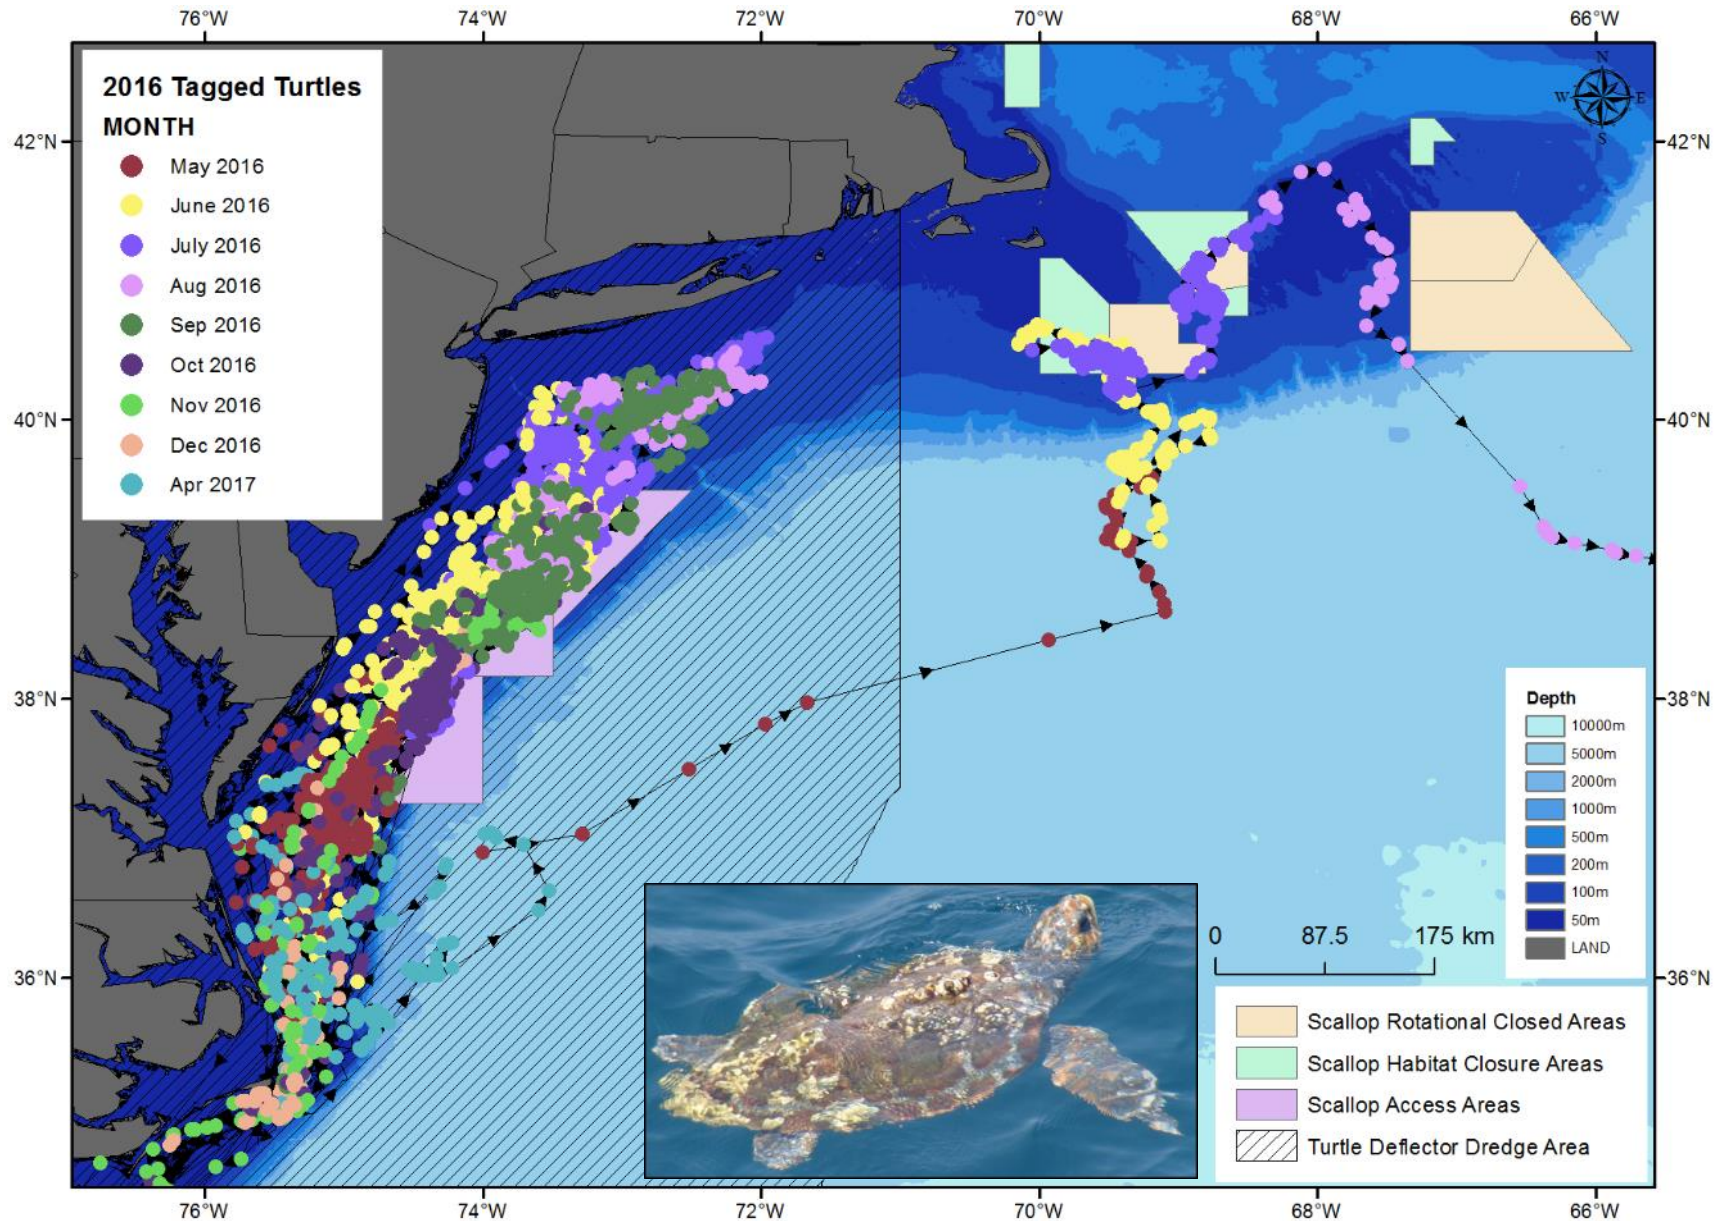 76°W 74°W 72°W 70°W 68°W 66°W
2016 Tagged Turtles
MONTH
May 2016
June 2016
July 2016
Aug 2016
Sep 2016
Oct 2016
Nov 2016
Dec 2016
Apr 2017
N
W E
S
42°N 42°N
40°N 40°N
38°N 38°N
36°N 36°N
Depth
10000m
5000m
2000m
1000m
500m
200m
100m
50m
LAND
0 87.5 175 km
Scallop Rotational Closed Areas
Scallop Habitat Closure Areas
Scallop Access Areas
Turtle Deflector Dredge Area
76°W 74°W 72°W 70°W 68°W 66°W